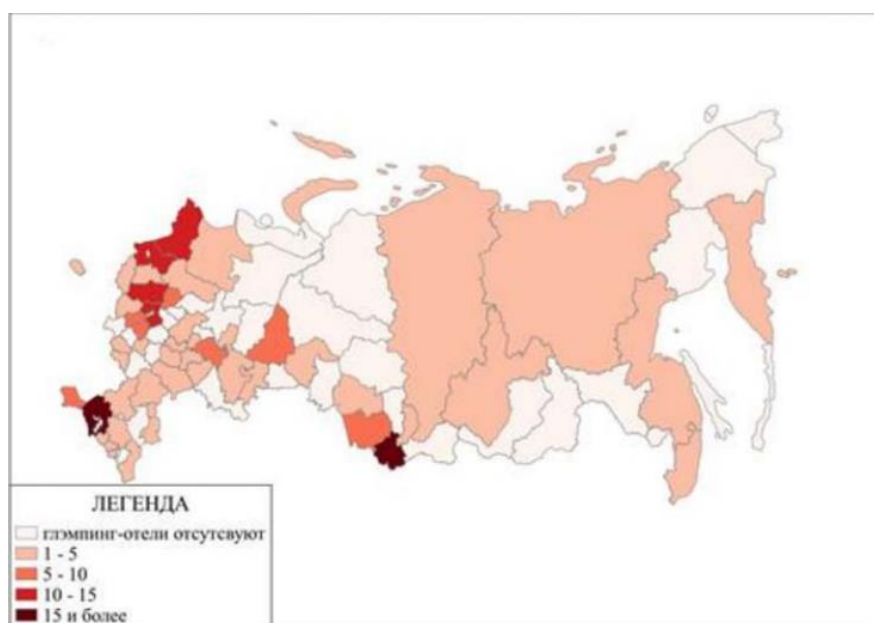 ЛЕГЕНДА
глэмпинг-отели отсутсвуют
1 - 5
5 - 10
10 - 15
15 и более